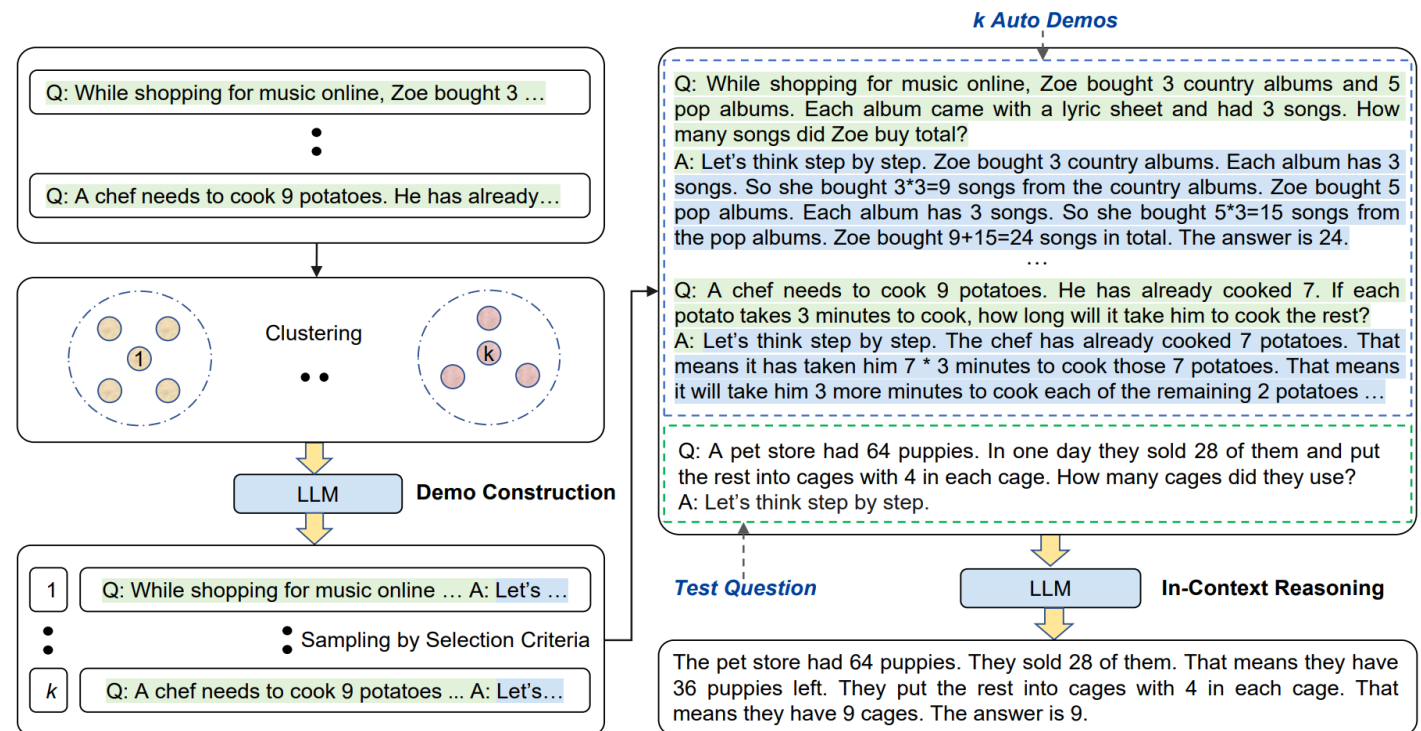 Q: While shopping for music online, Zoe bought 3 …
Q: A chef needs to cook 9 potatoes. He has already…
Clustering
1
k
LLM
Demo Construction
1
Q: While shopping for music online … A: Let's …
Sampling by Selection Criteria
k
Q: A chef needs to cook 9 potatoes ... A: Let's…
k Auto Demos
Q: While shopping for music online, Zoe bought 3 country albums and 5
pop albums. Each album came with a lyric sheet and had 3 songs. How
many songs did Zoe buy total?
A: Let's think step by step. Zoe bought 3 country albums. Each album has 3
songs. So she bought 3*3=9 songs from the country albums. Zoe bought 5
pop albums. Each album has 3 songs. So she bought 5*3=15 songs from
the pop albums. Zoe bought 9+15=24 songs in total. The answer is 24.
…
Q: A chef needs to cook 9 potatoes. He has already cooked 7. If each
potato takes 3 minutes to cook, how long will it take him to cook the rest?
A: Let's think step by step. The chef has already cooked 7 potatoes. That
means it has taken him 7 * 3 minutes to cook those 7 potatoes. That means
it will take him 3 more minutes to cook each of the remaining 2 potatoes …
Q: A pet store had 64 puppies. In one day they sold 28 of them and put
the rest into cages with 4 in each cage. How many cages did they use?
A: Let's think step by step.
Test Question
LLM
In-Context Reasoning
The pet store had 64 puppies. They sold 28 of them. That means they have
36 puppies left. They put the rest into cages with 4 in each cage. That
means they have 9 cages. The answer is 9.